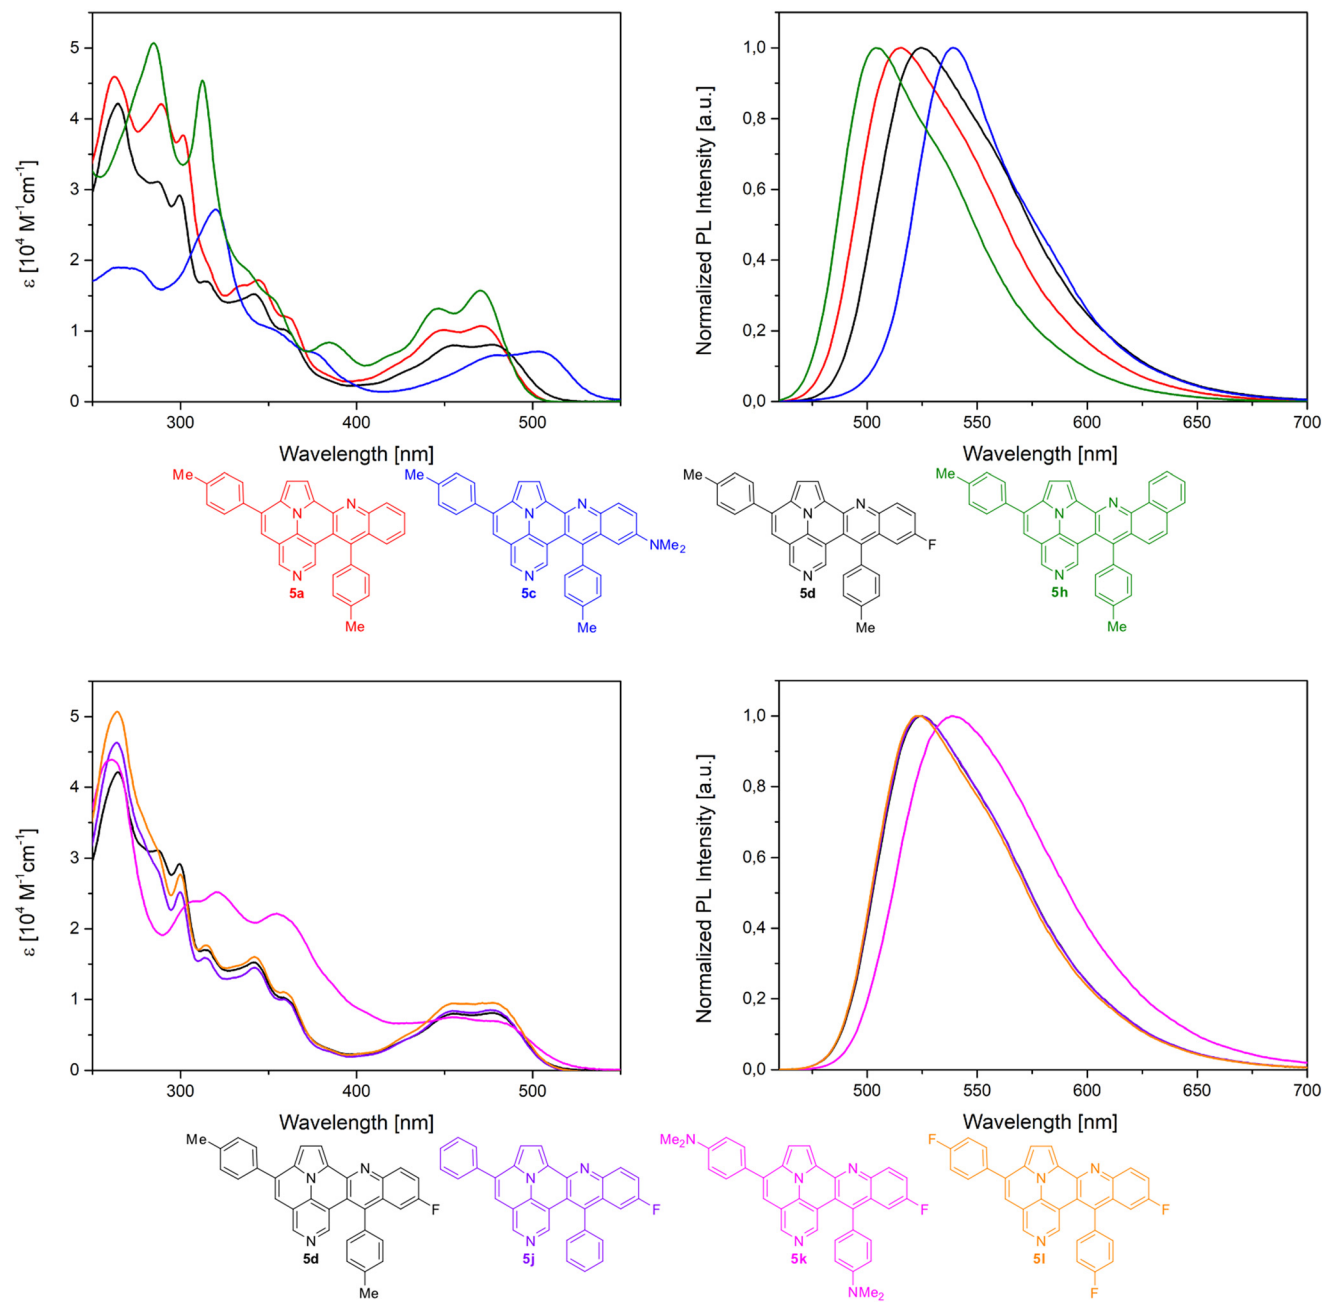 ε [10⁴ M⁻¹cm⁻¹]
5
4
3
2
1
0
300
400
500
Wavelength [nm]
Normalized PL Intensity [a.u.]
1,0
0,8
0,6
0,4
0,2
0,0
500
550
600
650
700
Wavelength [nm]
Me
N
N
N
5a
Me
Me
N
N
NMe₂
N
5c
Me
Me
N
N
F
N
5d
Me
Me
N
N
N
5h
Me
ε [10⁴ M⁻¹cm⁻¹]
5
4
3
2
1
0
300
400
500
Wavelength [nm]
Normalized PL Intensity [a.u.]
1,0
0,8
0,6
0,4
0,2
0,0
500
550
600
650
700
Wavelength [nm]
Me
N
N
F
N
5d
Me
N
N
F
N
5j
Me₂N
N
N
F
N
5k
NMe₂
F
N
N
F
N
5l
F